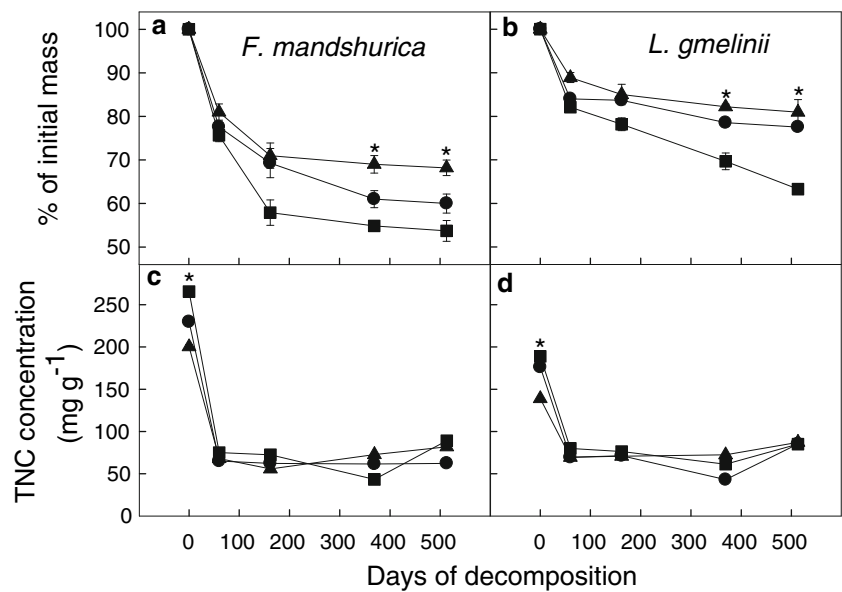 a
F. mandshurica
b
L. gmelinii
100
90
80
70
60
50
% of initial mass
*
*
*
*
c
d
*
*
250
200
150
100
50
0
TNC concentration
(mg g-1)
0 100 200 300 400 500
0 100 200 300 400 500
Days of decomposition